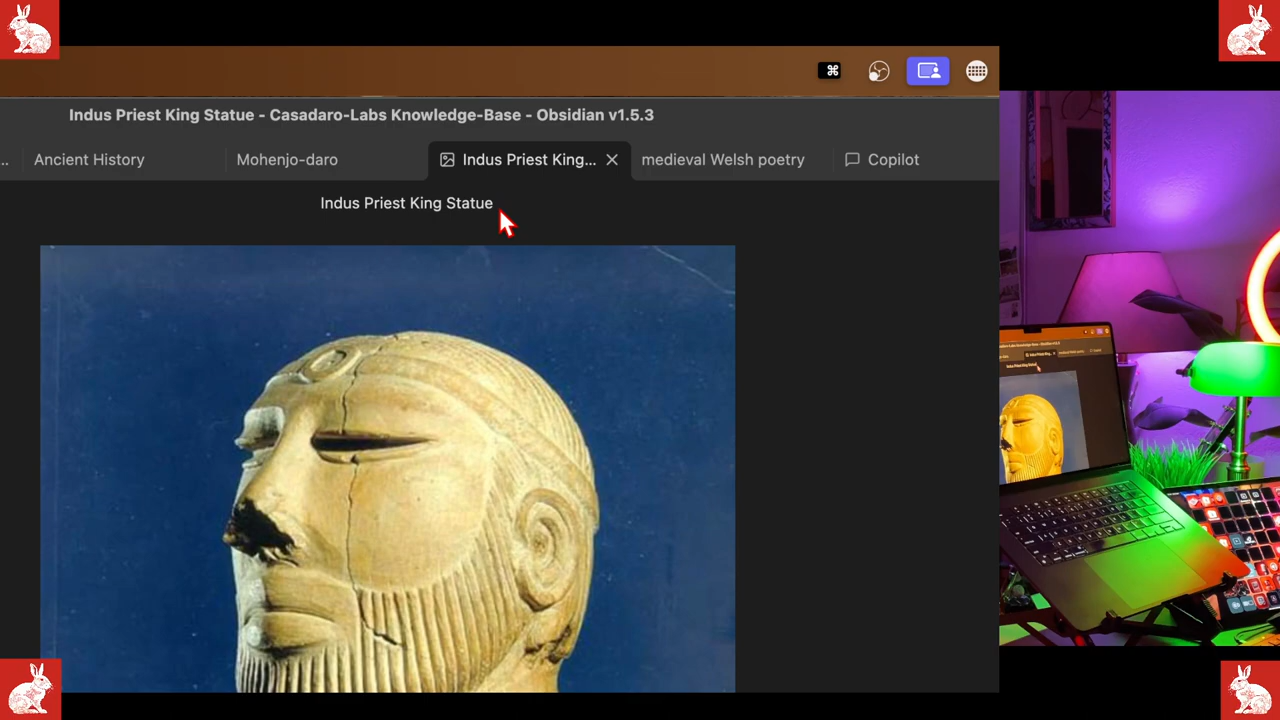 Indus Priest King Statue - Casadaro-Labs Knowledge-Base - Obsidian v1.5.3
... Ancient History Mohenjo-daro Indus Priest King... medieval Welsh poetry Copilot
Indus Priest King Statue